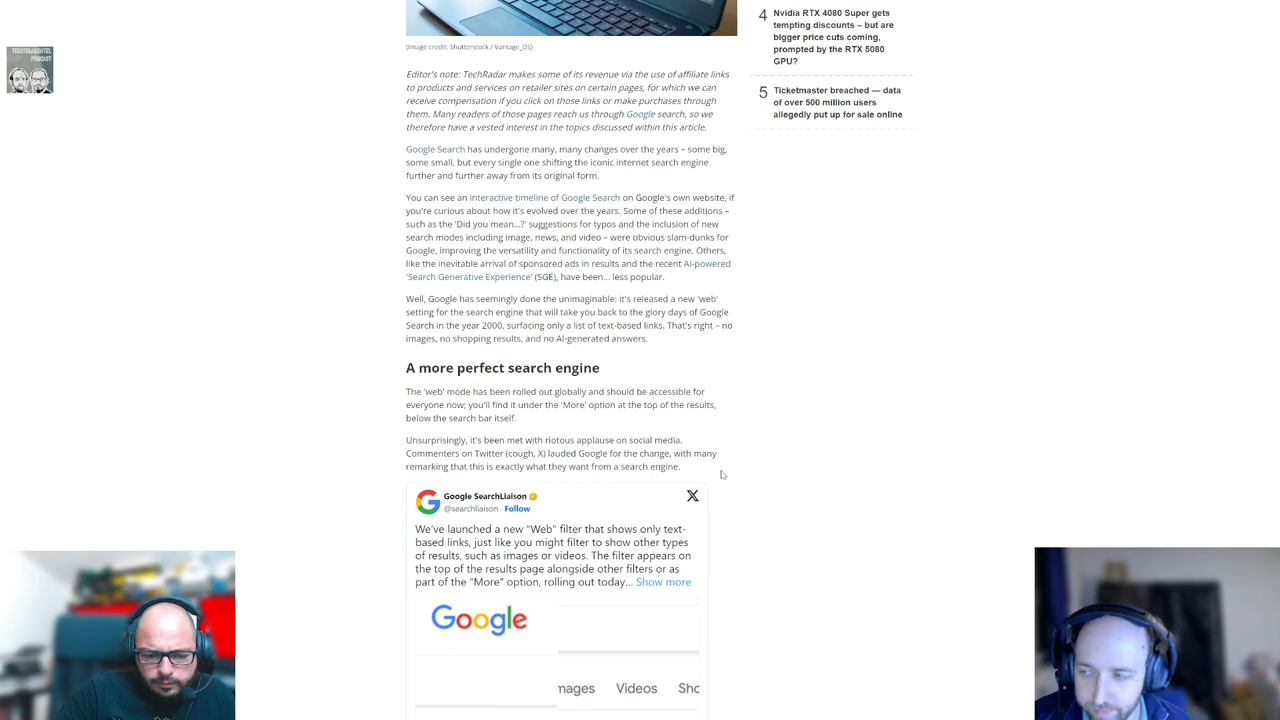 TECHTELMECHTEL
PODCAST
(Image credit: Shutterstock / Vantage_DS)
Editor's note: TechRadar makes some of its revenue via the use of affiliate links
to products and services on retailer sites on certain pages, for which we can
receive compensation if you click on those links or make purchases through
them. Many readers of those pages reach us through Google search, so we
therefore have a vested interest in the topics discussed within this article.
Google Search has undergone many, many changes over the years – some big,
some small, but every single one shifting the iconic internet search engine
further and further away from its original form.
You can see an interactive timeline of Google Search on Google's own website, if
you're curious about how it's evolved over the years. Some of these additions –
such as the 'Did you mean...?' suggestions for typos and the inclusion of new
search modes including image, news, and video – were obvious slam-dunks for
Google, improving the versatility and functionality of its search engine. Others,
like the inevitable arrival of sponsored ads in results and the recent AI-powered
'Search Generative Experience' (SGE), have been... less popular.
Well, Google has seemingly done the unimaginable: it's released a new 'web'
setting for the search engine that will take you back to the glory days of Google
Search in the year 2000, surfacing only a list of text-based links. That's right – no
images, no shopping results, and no AI-generated answers.
A more perfect search engine
The 'web' mode has been rolled out globally and should be accessible for
everyone now; you'll find it under the 'More' option at the top of the results,
below the search bar itself.
Unsurprisingly, it's been met with riotous applause on social media.
Commenters on Twitter (cough, X) lauded Google for the change, with many
remarking that this is exactly what they want from a search engine.
Google SearchLiaison
@searchliaison · Follow
We've launched a new "Web" filter that shows only text-
based links, just like you might filter to show other types
of results, such as images or videos. The filter appears on
the top of the results page alongside other filters or as
part of the "More" option, rolling out today... Show more
Google
mages Videos Sho
4 Nvidia RTX 4080 Super gets
tempting discounts – but are
bigger price cuts coming,
prompted by the RTX 5080
GPU?
5 Ticketmaster breached — data
of over 500 million users
allegedly put up for sale online